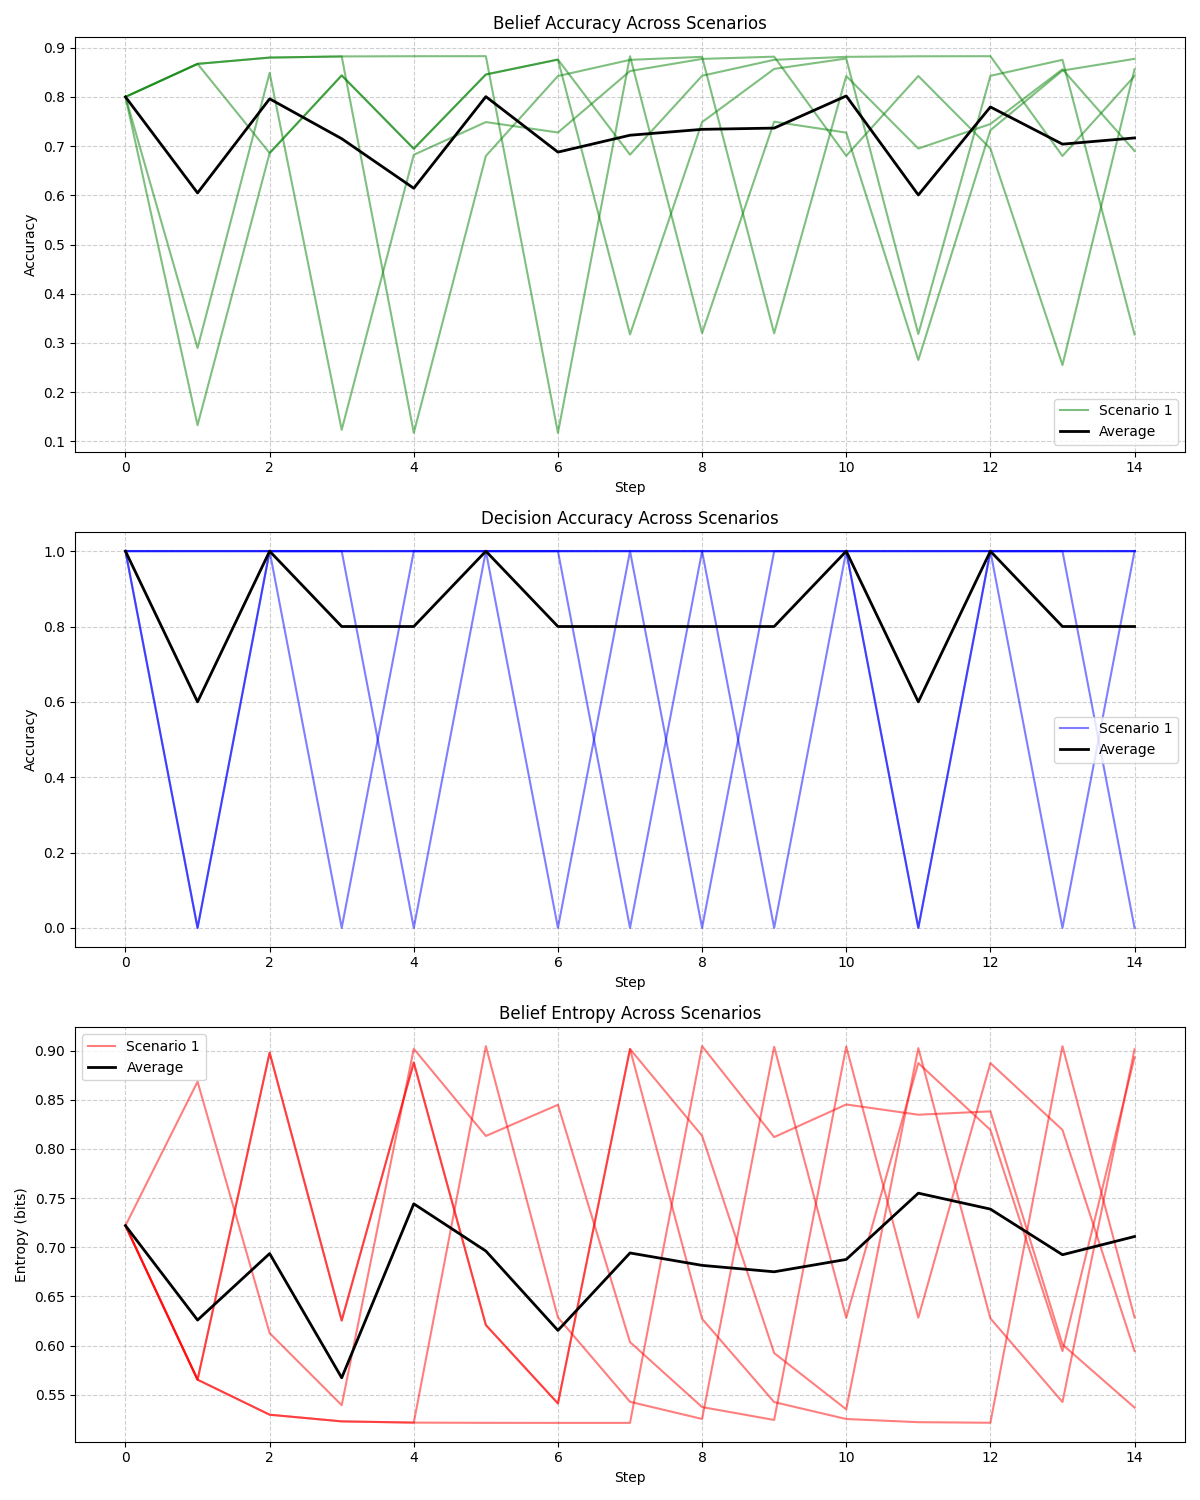 Belief Accuracy Across Scenarios
0.9
0.8
0.7
0.6
0.5
0.4
0.3
0.2
0.1
Accuracy
Scenario 1
Average
0 2 4 6 8 10 12 14
Step
Decision Accuracy Across Scenarios
1.0
0.8
0.6
0.4
0.2
0.0
Accuracy
Scenario 1
Average
0 2 4 6 8 10 12 14
Step
Belief Entropy Across Scenarios
Scenario 1
Average
0.90
0.85
0.80
0.75
0.70
0.65
0.60
0.55
Entropy (bits)
0 2 4 6 8 10 12 14
Step